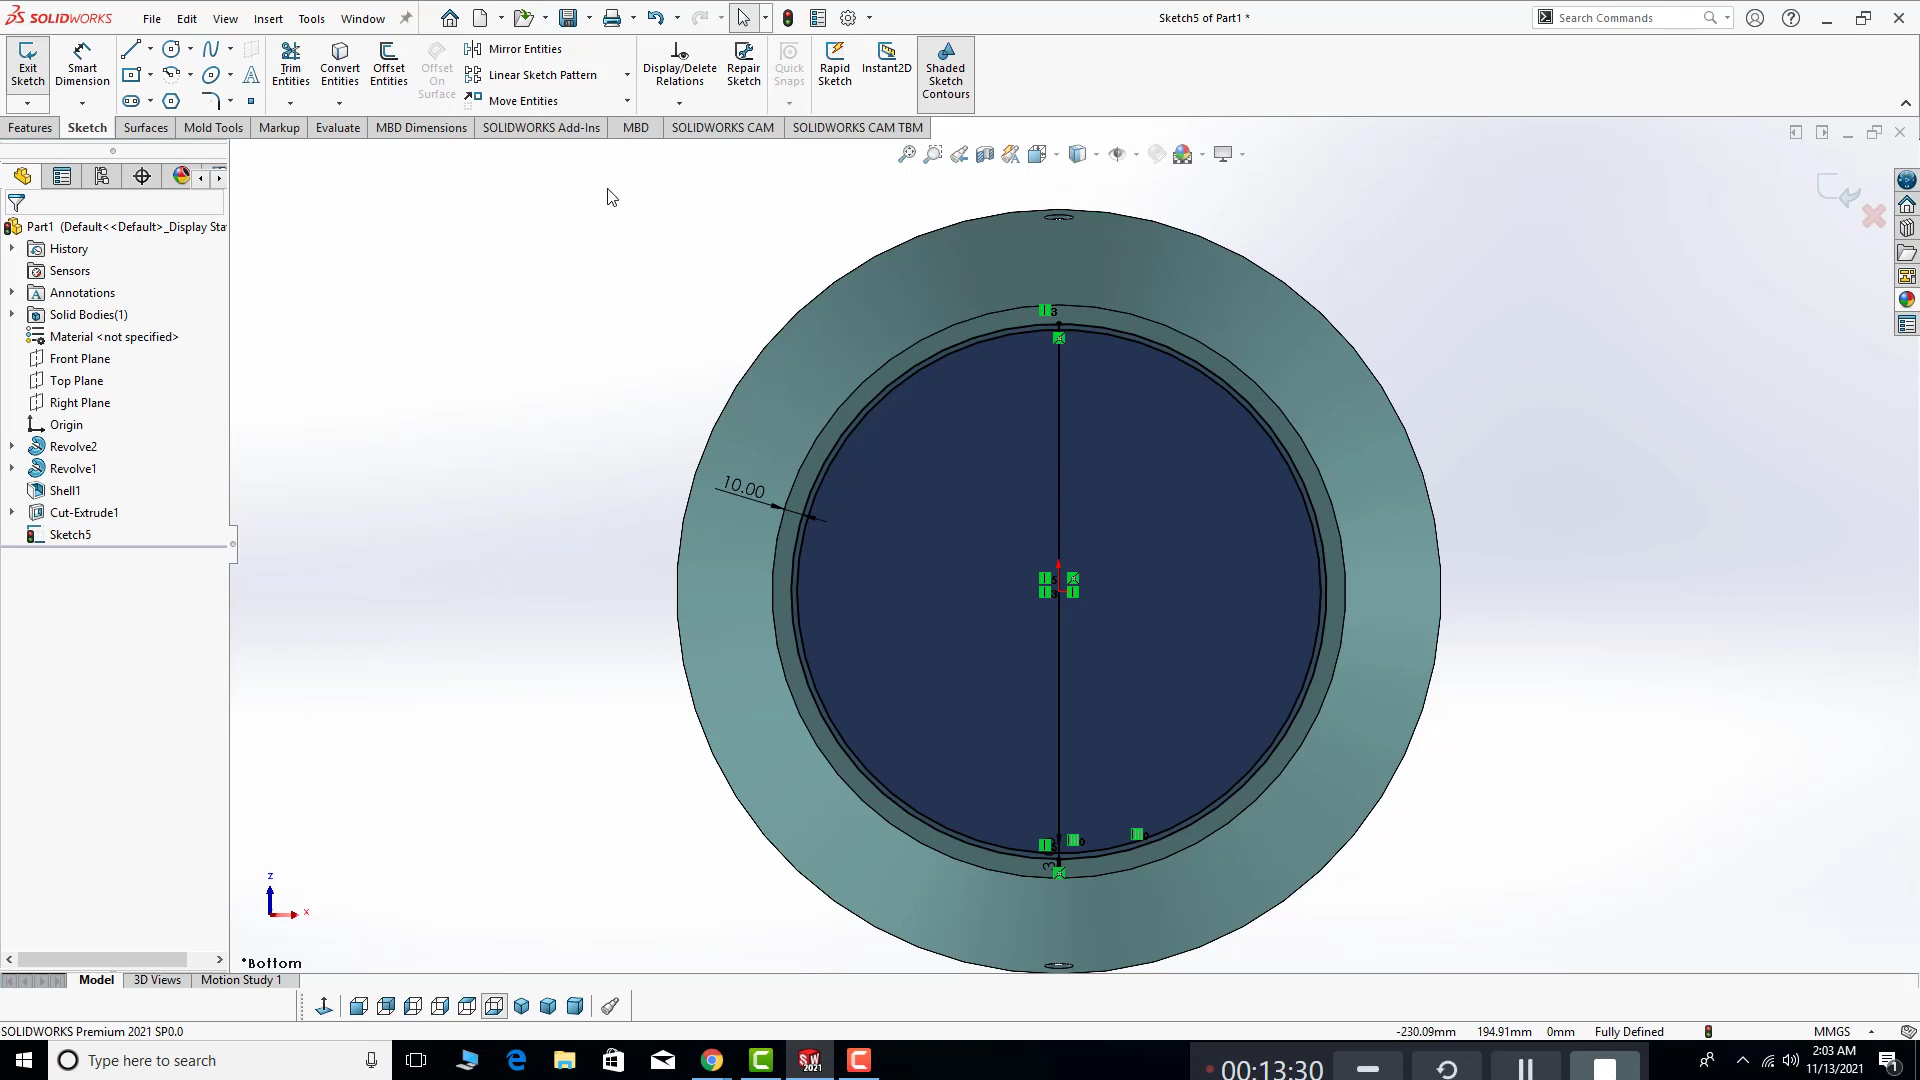 SOLIDWORKS File Edit View Insert Tools Window Sketch5 of Part1 * Search Commands
Exit Sketch Smart Dimension Trim Entities Convert Entities Offset Entities Offset On Surface Mirror Entities Linear Sketch Pattern Move Entities Display/Delete Relations Repair Sketch Quick Snaps Rapid Sketch Instant2D Shaded Sketch Contours
Features Sketch Surfaces Mold Tools Markup Evaluate MBD Dimensions SOLIDWORKS Add-Ins MBD SOLIDWORKS CAM SOLIDWORKS CAM TBM
Part1 (Default<<Default>_Display Sta
History
Sensors
Annotations
Solid Bodies(1)
Material <not specified>
Front Plane
Top Plane
Right Plane
Origin
Revolve2
Revolve1
Shell1
Cut-Extrude1
Sketch5
3
10.00
5
3
z
x
*Bottom
Model 3D Views Motion Study 1
SOLIDWORKS Premium 2021 SP0.0 -230.09mm 194.91mm 0mm Fully Defined MMGS
Type here to search 00:13:30 2:03 AM
11/13/2021